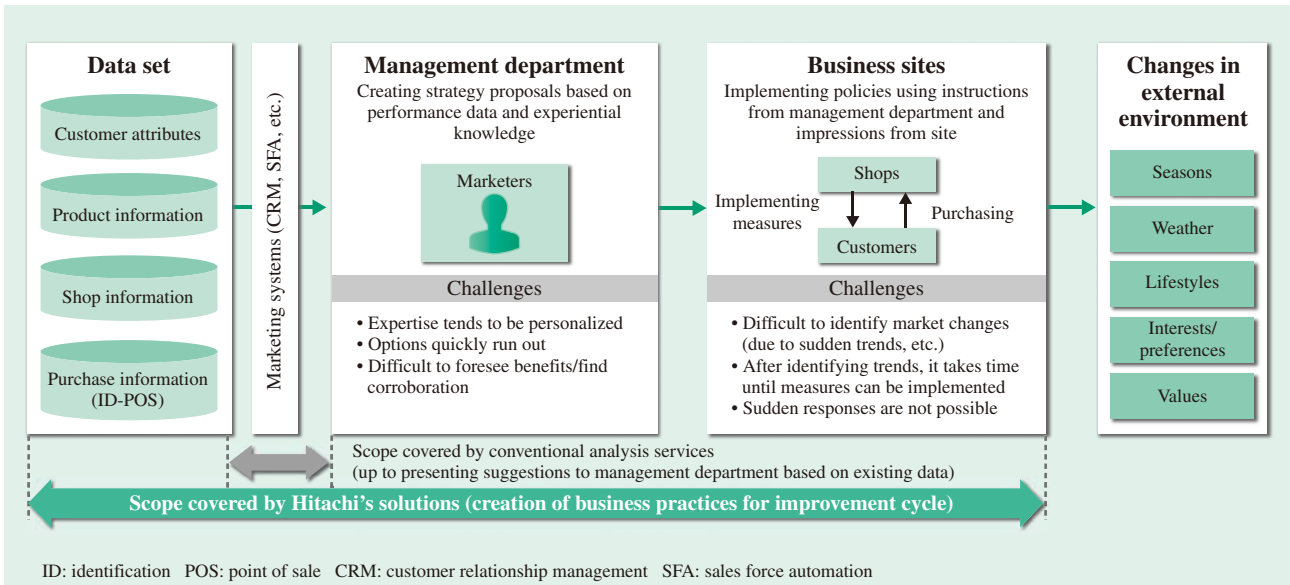 Data set
Customer attributes
Product information
Shop information
Purchase information
(ID-POS)
Marketing systems (CRM, SFA, etc.)
Management department
Creating strategy proposals based on
performance data and experiential
knowledge
Marketers
Challenges
• Expertise tends to be personalized
• Options quickly run out
• Difficult to foresee benefits/find
corroboration
Business sites
Implementing policies using instructions
from management department and
impressions from site
Shops
Implementing
measures
Purchasing
Customers
Challenges
• Difficult to identify market changes
(due to sudden trends, etc.)
• After identifying trends, it takes time
until measures can be implemented
• Sudden responses are not possible
Changes in
external
environment
Seasons
Weather
Lifestyles
Interests/
preferences
Values
Scope covered by conventional analysis services
(up to presenting suggestions to management department based on existing data)
Scope covered by Hitachi’s solutions (creation of business practices for improvement cycle)
ID: identification POS: point of sale CRM: customer relationship management SFA: sales force automation